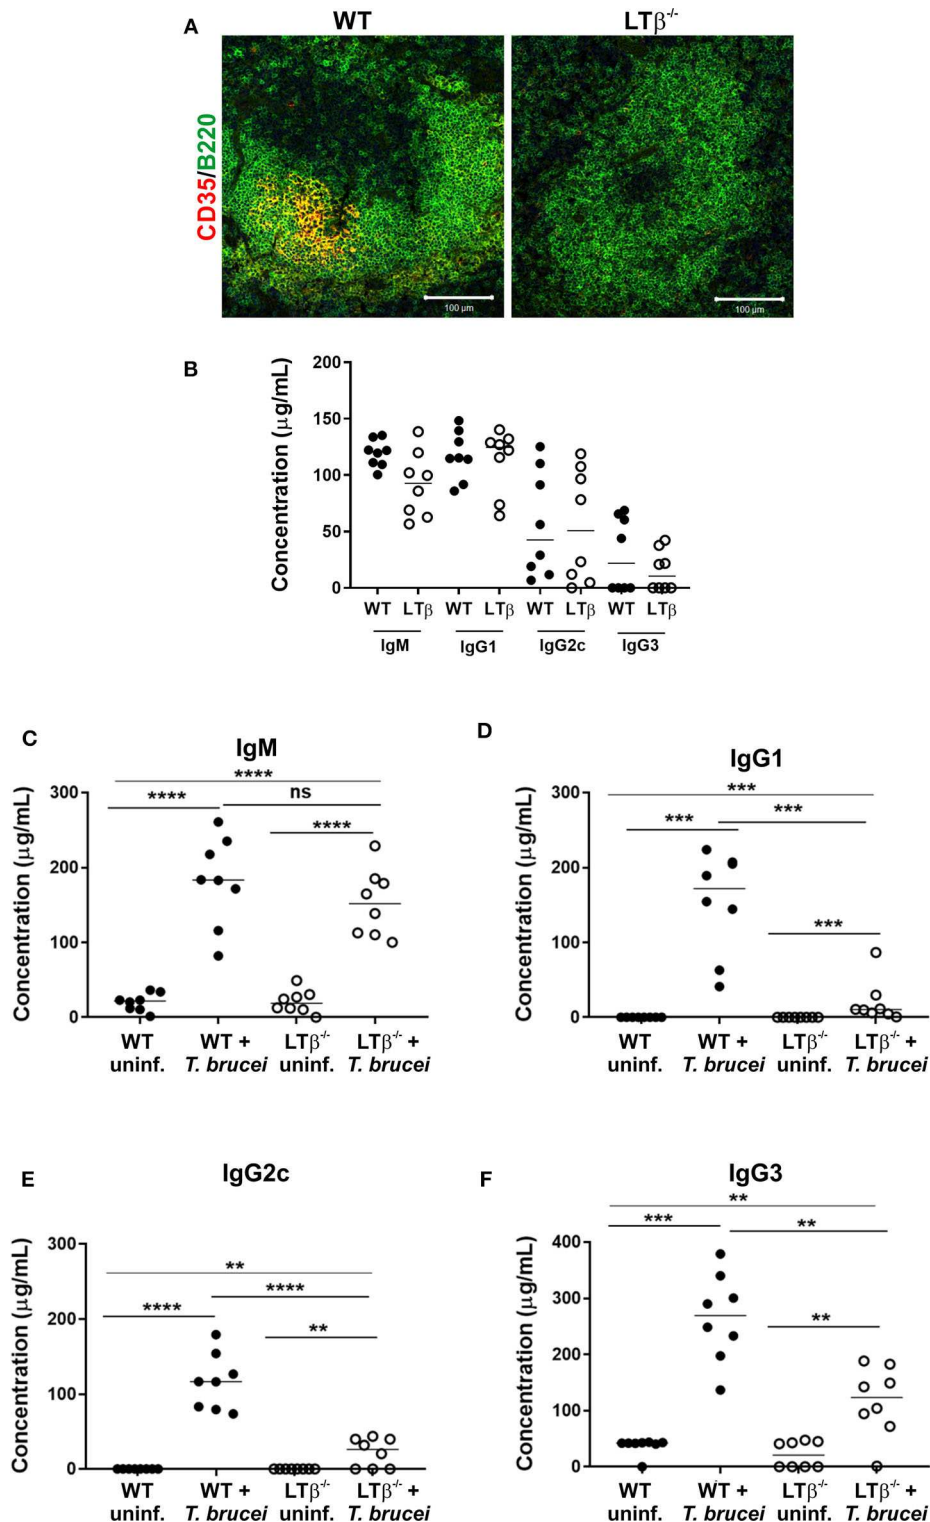 A WT LTβ-/-
CD35/B220
100 µm 100 µm
B
Concentration (µg/mL)
200
150
100
50
0
WT LTβ WT LTβ WT LTβ WT LTβ
IgM IgG1 IgG2c IgG3
C IgM
Concentration (µg/mL)
300
200
100
0
****
**** ns
****
WT WT + LTβ-/- LTβ-/- +
uninf. T. brucei uninf. T. brucei
D IgG1
Concentration (µg/mL)
300
200
100
0
***
*** ***
***
WT WT + LTβ-/- LTβ-/- +
uninf. T. brucei uninf. T. brucei
E IgG2c
Concentration (µg/mL)
300
200
100
0
**
**** ****
**
WT WT + LTβ-/- LTβ-/- +
uninf. T. brucei uninf. T. brucei
F IgG3
Concentration (µg/mL)
400
300
200
100
0
**
*** **
**
WT WT + LTβ-/- LTβ-/- +
uninf. T. brucei uninf. T. brucei